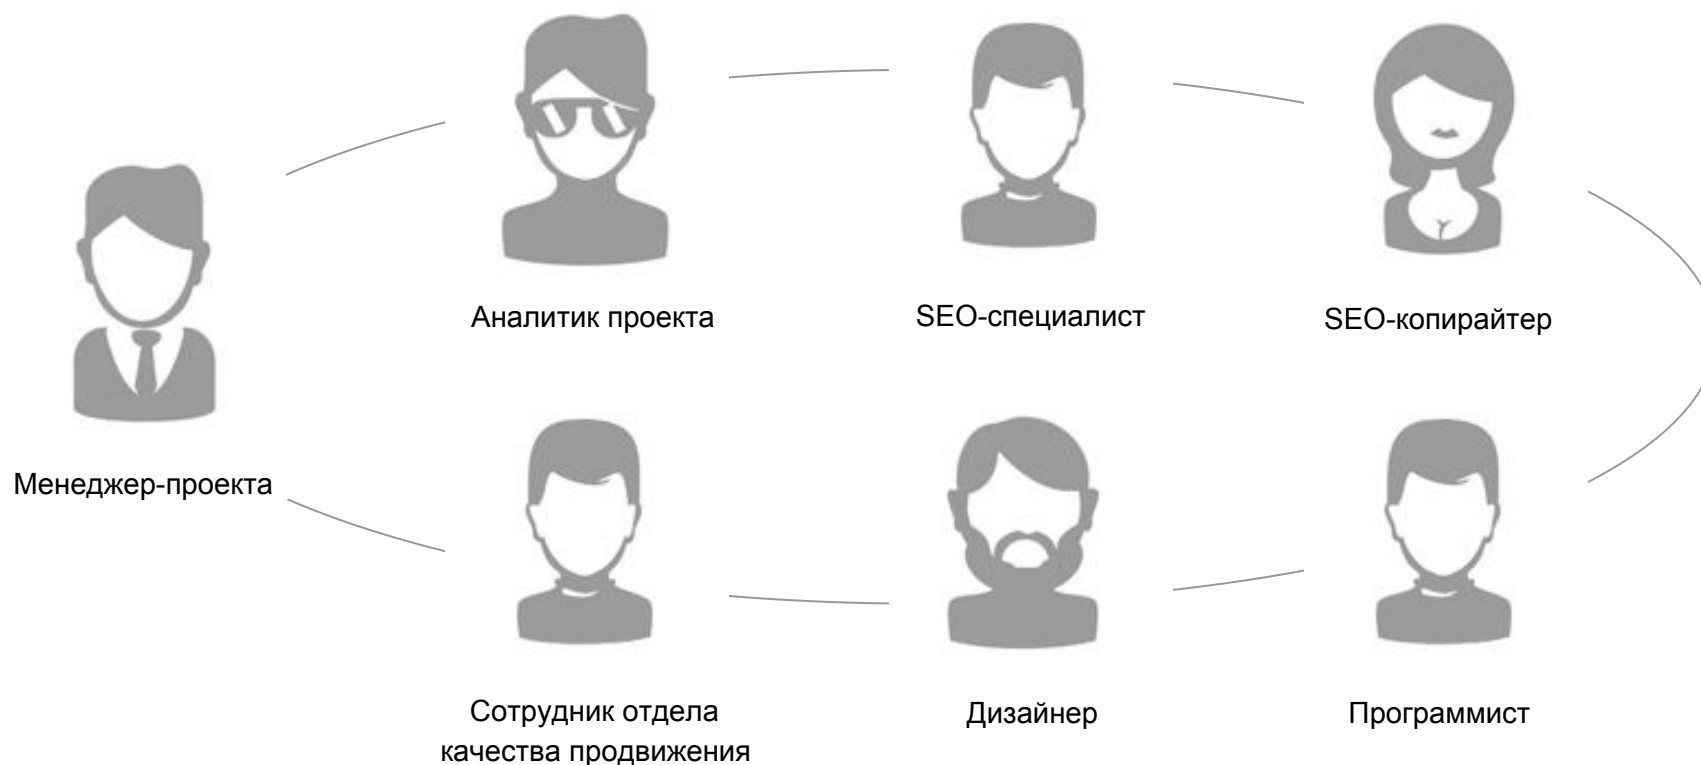 Аналитик проекта
SEO-специалист
SEO-копирайтер
Менеджер-проекта
Сотрудник отдела
качества продвижения
Дизайнер
Программист